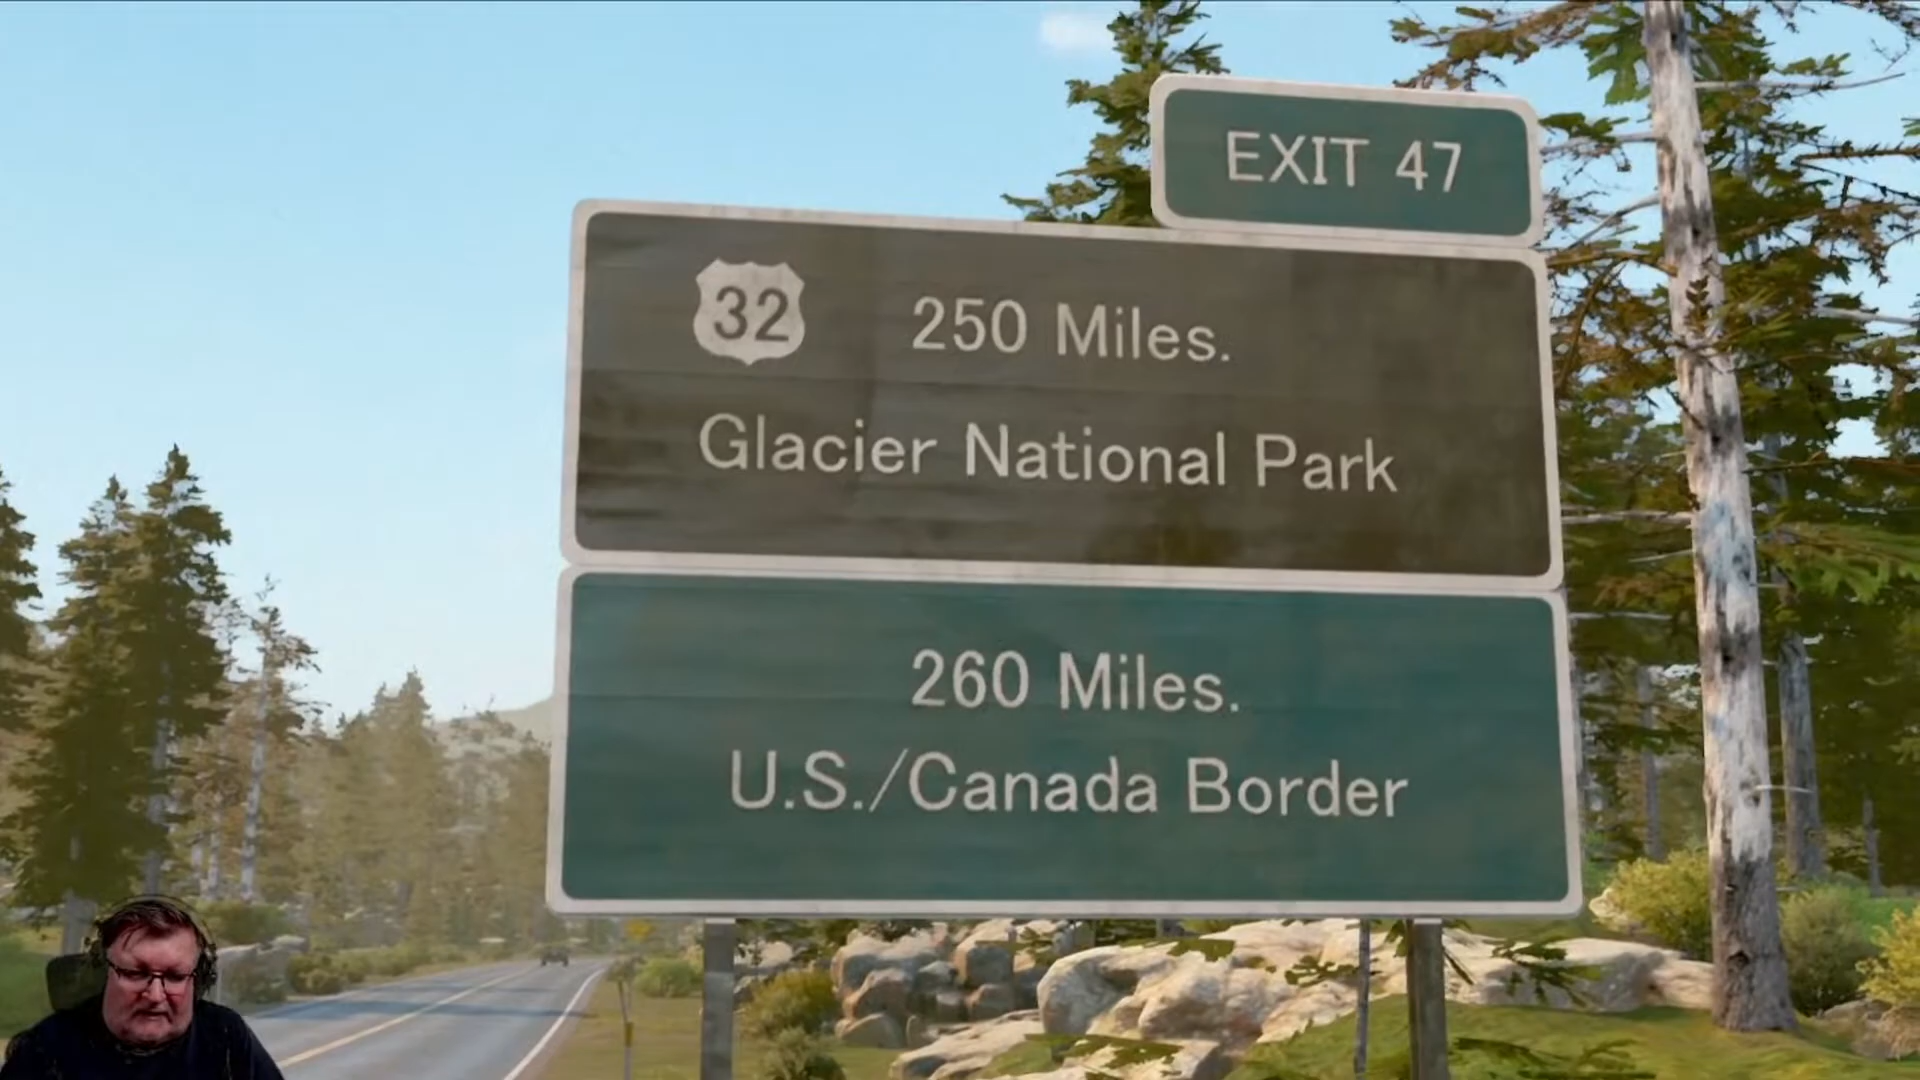 EXIT 47
32 250 Miles.
Glacier National Park
260 Miles.
U.S./Canada Border